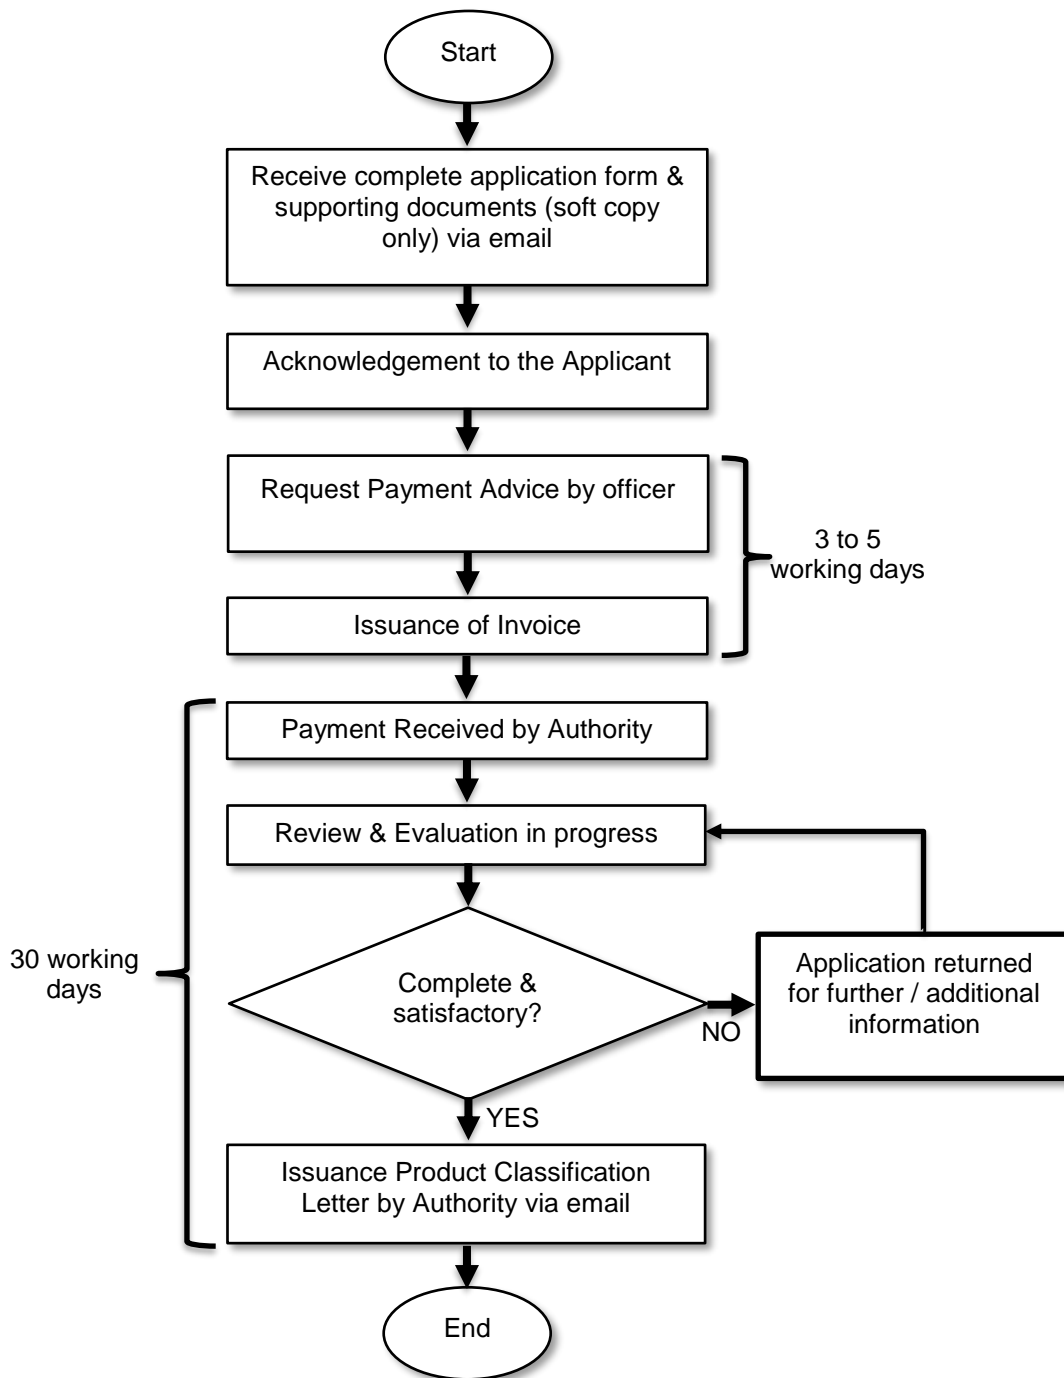 Start
Receive complete application form &
supporting documents (soft copy
only) via email
Acknowledgement to the Applicant
Request Payment Advice by officer
3 to 5
working days
Issuance of Invoice
Payment Received by Authority
Review & Evaluation in progress
30 working
days
Complete &
satisfactory?
NO
Application returned
for further / additional
information
YES
Issuance Product Classification
Letter by Authority via email
End